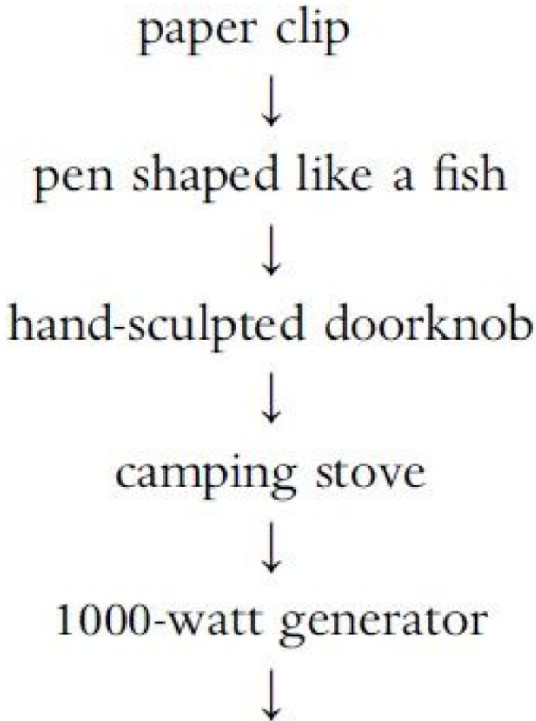 paper clip
↓
pen shaped like a fish
↓
hand-sculpted doorknob
↓
camping stove
↓
1000-watt generator
↓